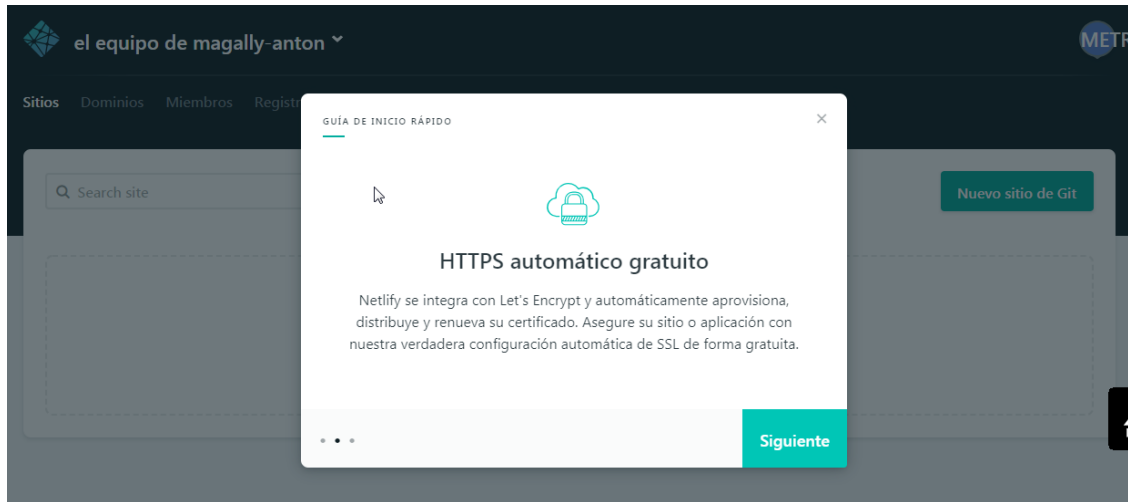 el equipo de magally-anton
METR
Sitios Dominios Miembros Registr
GUÍA DE INICIO RÁPIDO
Search site
Nuevo sitio de Git
HTTPS automático gratuito
Netlify se integra con Let's Encrypt y automáticamente aprovisiona,
distribuye y renueva su certificado. Asegure su sitio o aplicación con
nuestra verdadera configuración automática de SSL de forma gratuita.
Siguiente